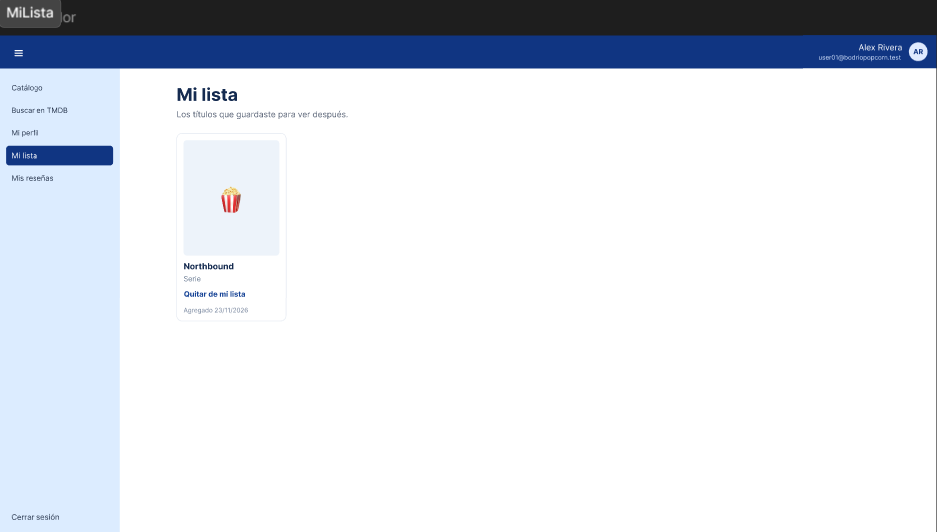 MiLista
Alex Rivera
user01@bodriopopcorn.test
AR
Catálogo
Buscar en TMDB
Mi perfil
Mi lista
Mis reseñas
Cerrar sesión
Mi lista
Los títulos que guardaste para ver después.
Northbound
Serie
Quitar de mi lista
Agregado 23/11/2026